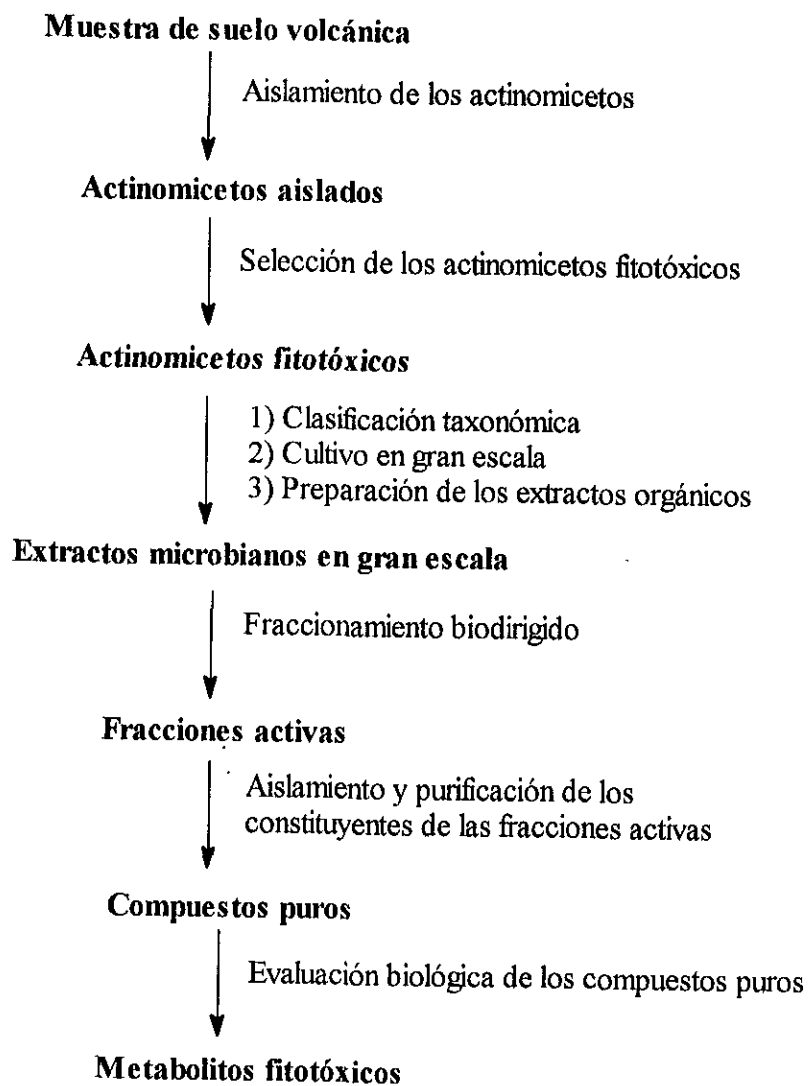 Muestra de suelo volcánica
Aislamiento de los actinomicetos
Actinomicetos aislados
Selección de los actinomicetos fitotóxicos
Actinomicetos fitotóxicos
1) Clasificación taxonómica
2) Cultivo en gran escala
3) Preparación de los extractos orgánicos
Extractos microbianos en gran escala
Fraccionamiento biodirigido
Fracciones activas
Aislamiento y purificación de los
constituyentes de las fracciones activas
Compuestos puros
Evaluación biológica de los compuestos puros
Metabolitos fitotóxicos